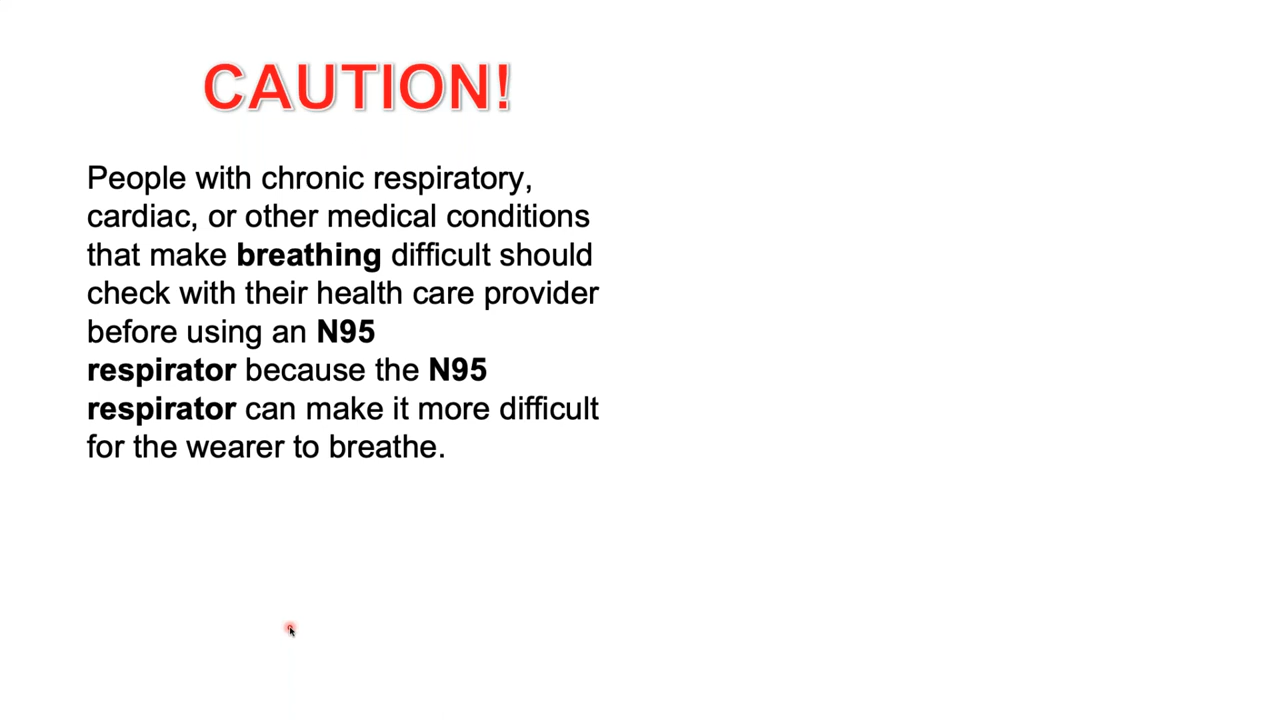 CAUTION!
People with chronic respiratory,
cardiac, or other medical conditions
that make breathing difficult should
check with their health care provider
before using an N95
respirator because the N95
respirator can make it more difficult
for the wearer to breathe.